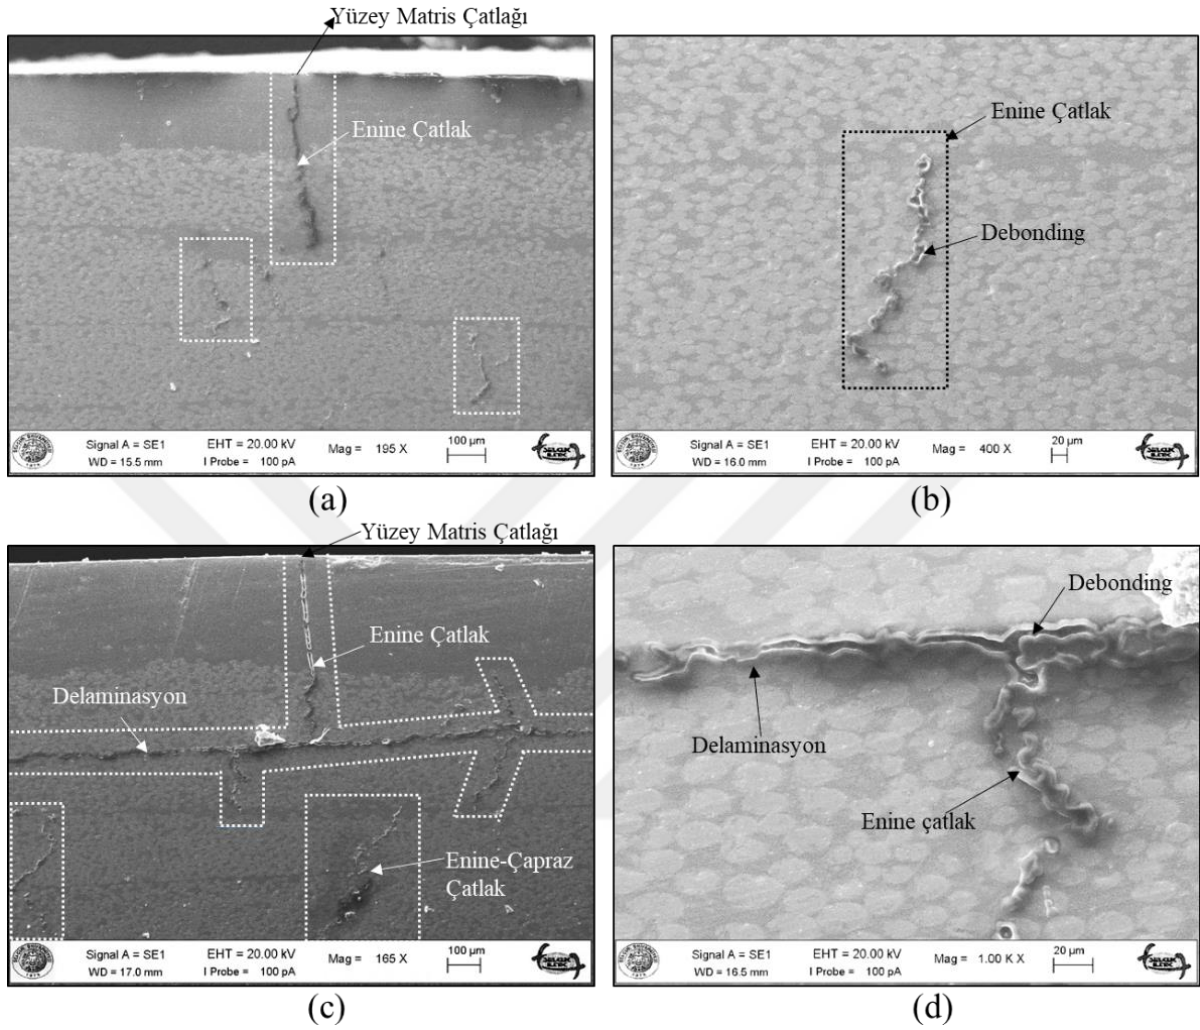 Yüzey Matris Çatlağı
Enine Çatlak
Signal A = SE1 EHT = 20.00 kV Mag = 195 X 100 µm
WD = 15.5 mm I Probe = 100 pA
(a)
Enine Çatlak
Debonding
Signal A = SE1 EHT = 20.00 kV Mag = 400 X 20 µm
WD = 16.0 mm I Probe = 100 pA
(b)
Yüzey Matris Çatlağı
Enine Çatlak
Delaminasyon
Enine-Çapraz
Çatlak
Signal A = SE1 EHT = 20.00 kV Mag = 165 X 100 µm
WD = 17.0 mm I Probe = 100 pA
(c)
Debonding
Delaminasyon
Enine çatlak
Signal A = SE1 EHT = 20.00 kV Mag = 1.00 K X 20 µm
WD = 16.5 mm I Probe = 100 pA
(d)